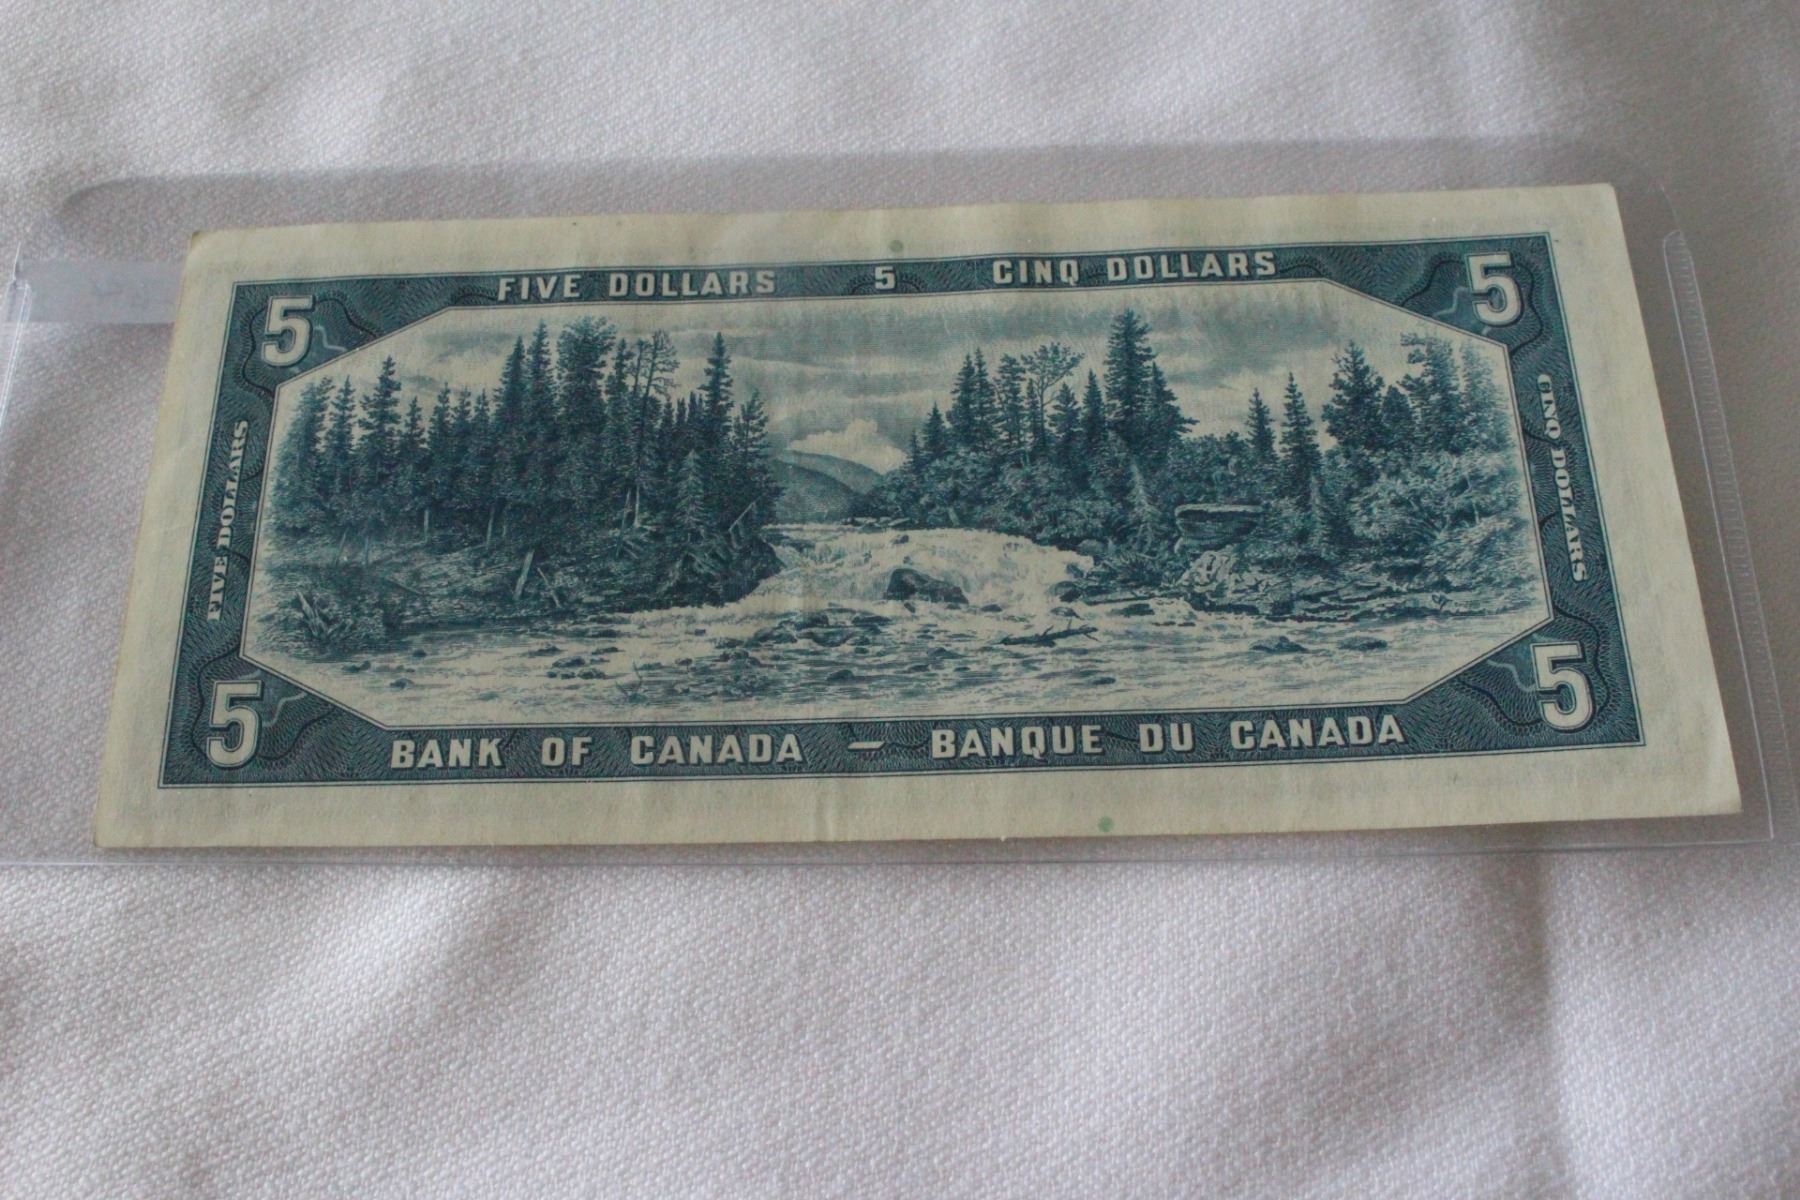 FIVE DOLLARS 5 CINQ DOLLARS
5 5
FIVE DOLLARS
CINQ DOLLARS
5 5
BANK OF CANADA – BANQUE DU CANADA